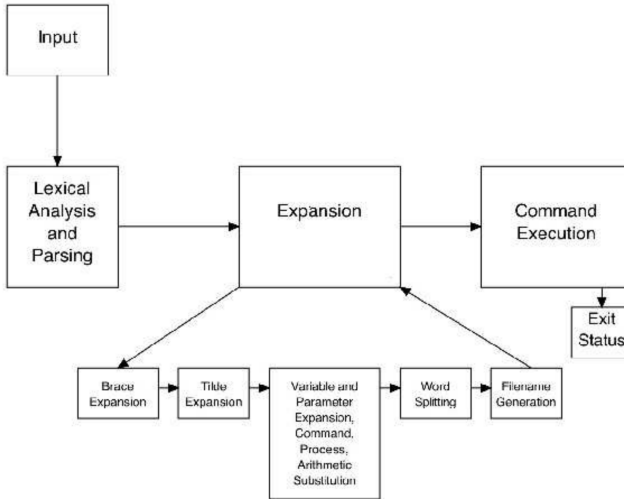 Input
Lexical
Analysis
and
Parsing
Expansion
Command
Execution
Exit
Status
Brace
Expansion
Tilde
Expansion
Variable and
Parameter
Expansion,
Command,
Process,
Arithmetic
Substitution
Word
Splitting
Filename
Generation